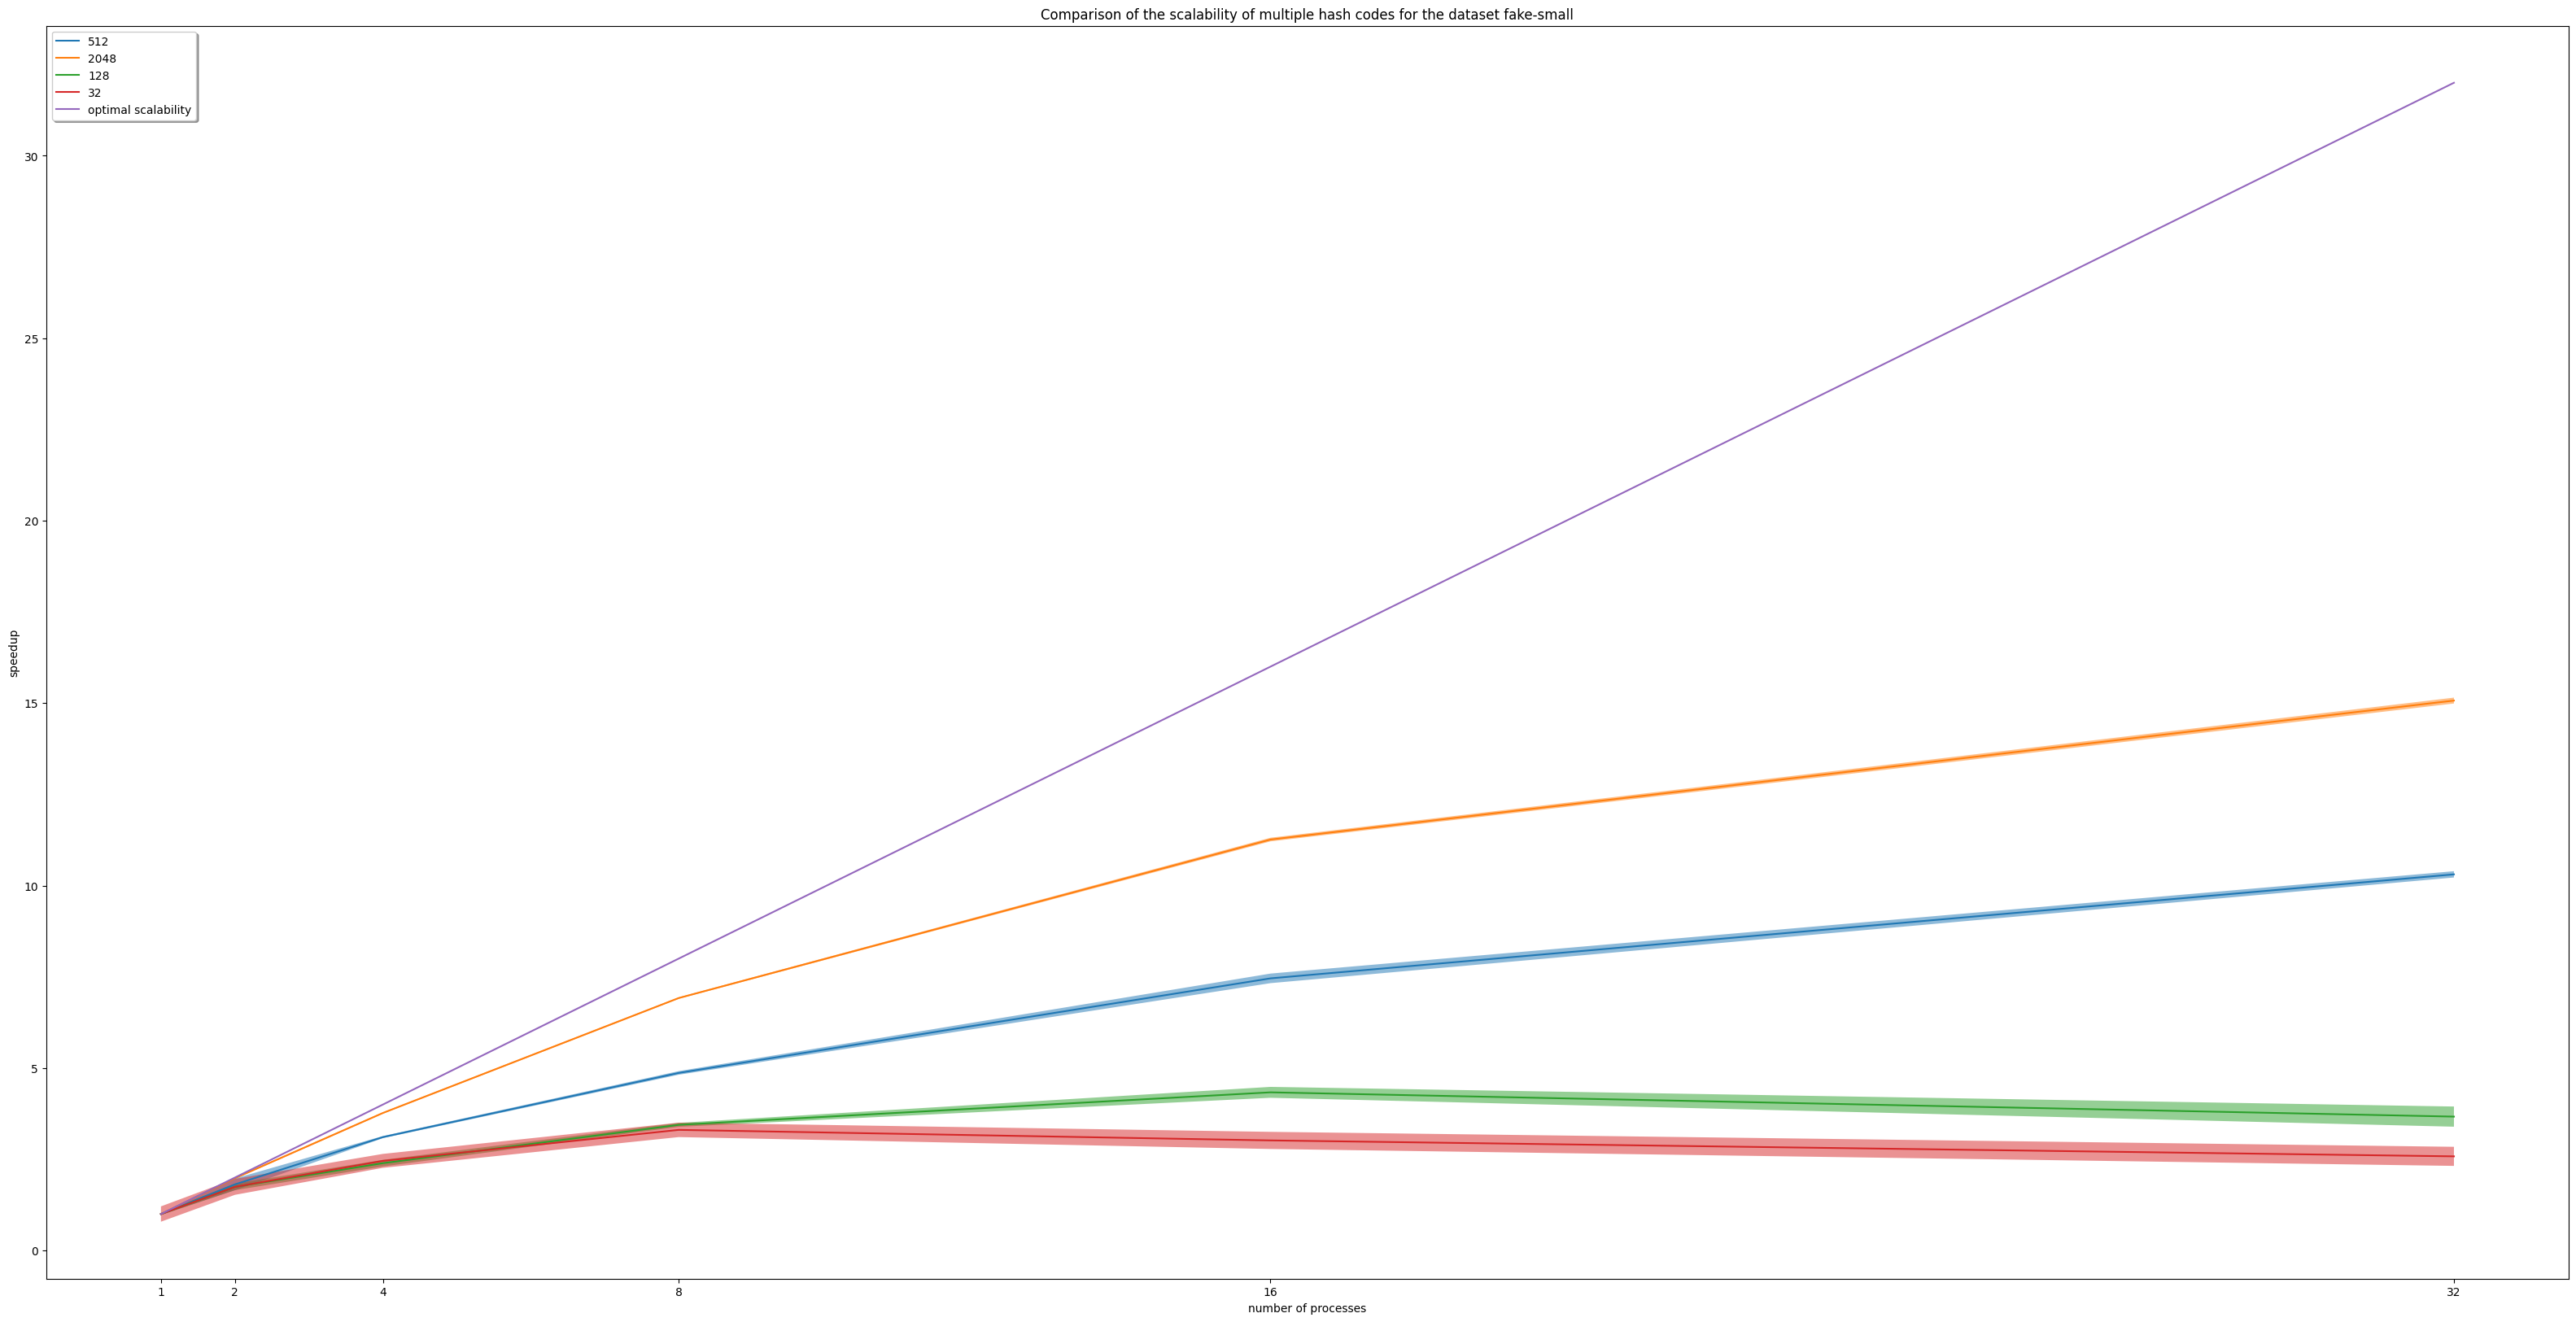 Comparison of the scalability of multiple hash codes for the dataset fake-small
512
2048
128
32
optimal scalability
30
25
20
15
10
5
0
speedup
1 2 4 8 16 32
number of processes